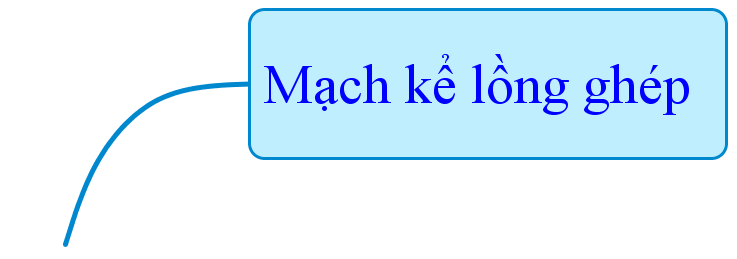 Mạch kể lồng ghép